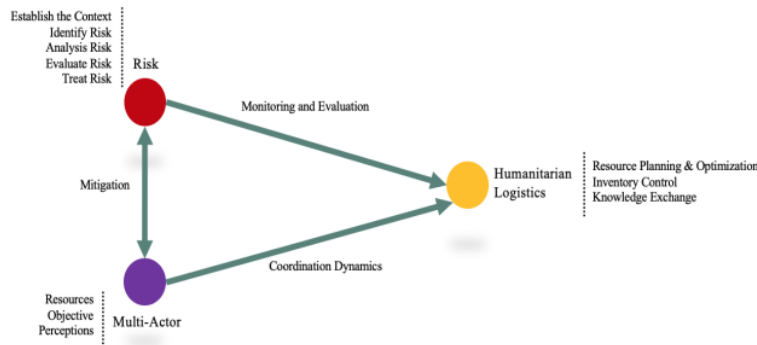 Establish the Context
Identify Risk
Analysis Risk
Evaluate Risk
Treat Risk
Risk
Monitoring and Evaluation
Mitigation
Humanitarian
Logistics
Resource Planning & Optimization
Inventory Control
Knowledge Exchange
Coordination Dynamics
Resources
Objective
Perceptions
Multi-Actor